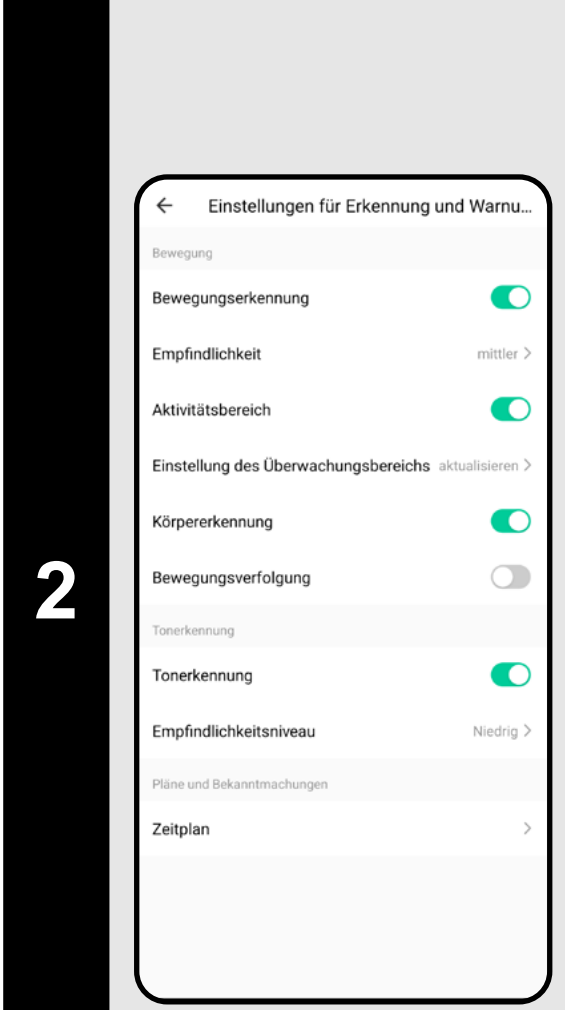 Einstellungen für Erkennung und Warnu...
Bewegung
Bewegungserkennung
Empfindlichkeit mittler
Aktivitätsbereich
Einstellung des Überwachungsbereichs aktualisieren
Körpererkennung
2
Bewegungsverfolgung
Tonerkennung
Tonerkennung
Empfindlichkeitsniveau Niedrig
Pläne und Bekanntmachungen
Zeitplan